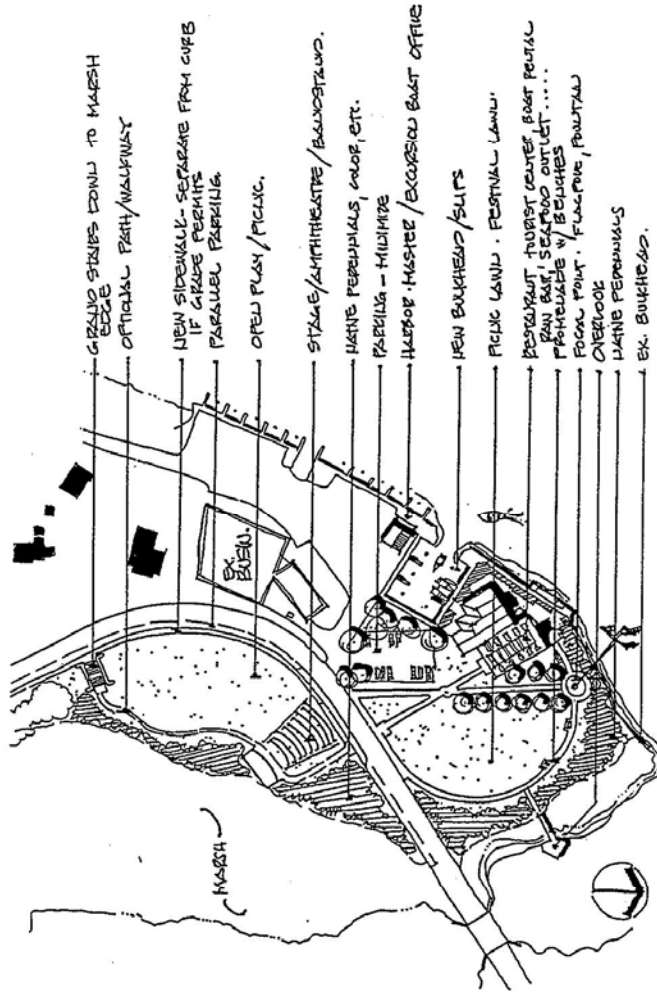 GRAND STAIRS DOWN TO MARSH
EDGE
OPTIONAL PATH/WALKWAY
NEW SIDEWALK - SEPARATE FROM CURB
IF GRADE PERMITS
PARALLEL PARKING.
OPEN PLAY/PICNIC.
STAGE/AMPHITHEATRE/BANDSTAND.
NATIVE PERENNIALS, COLOR, ETC.
PARKING - MINIMIZE
HARBOR MASTER/EXCURSION BOAT OFFICE
NEW BULKHEAD/SLIPS
PICNIC LAWN. FESTIVAL LAWN.
RESTAURANT, TOURIST CENTER, BOAT RENTAL
RAW BAR, SEAFOOD OUTLET.....
PROMENADE W/ BENCHES
FOCAL POINT. FLAGPOLE, FOUNTAIN
OVERLOOK
NATIVE PERENNIALS
EX. BULKHEAD.
EX.
BUSN.
MARSH